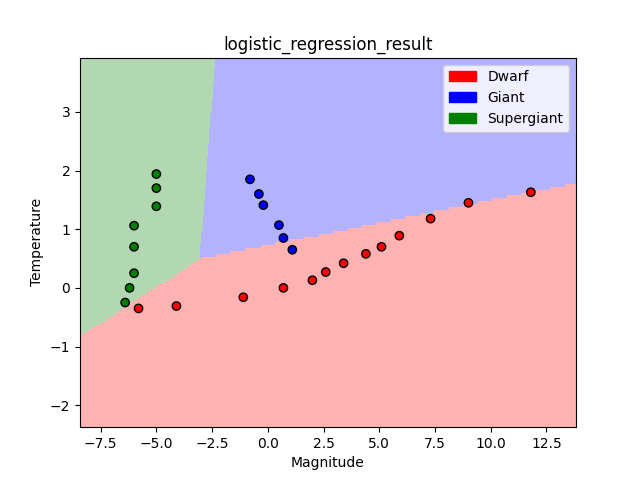 logistic_regression_result
Dwarf
Giant
Supergiant
Temperature
3
2
1
0
−1
−2
−7.5 −5.0 −2.5 0.0 2.5 5.0 7.5 10.0 12.5
Magnitude